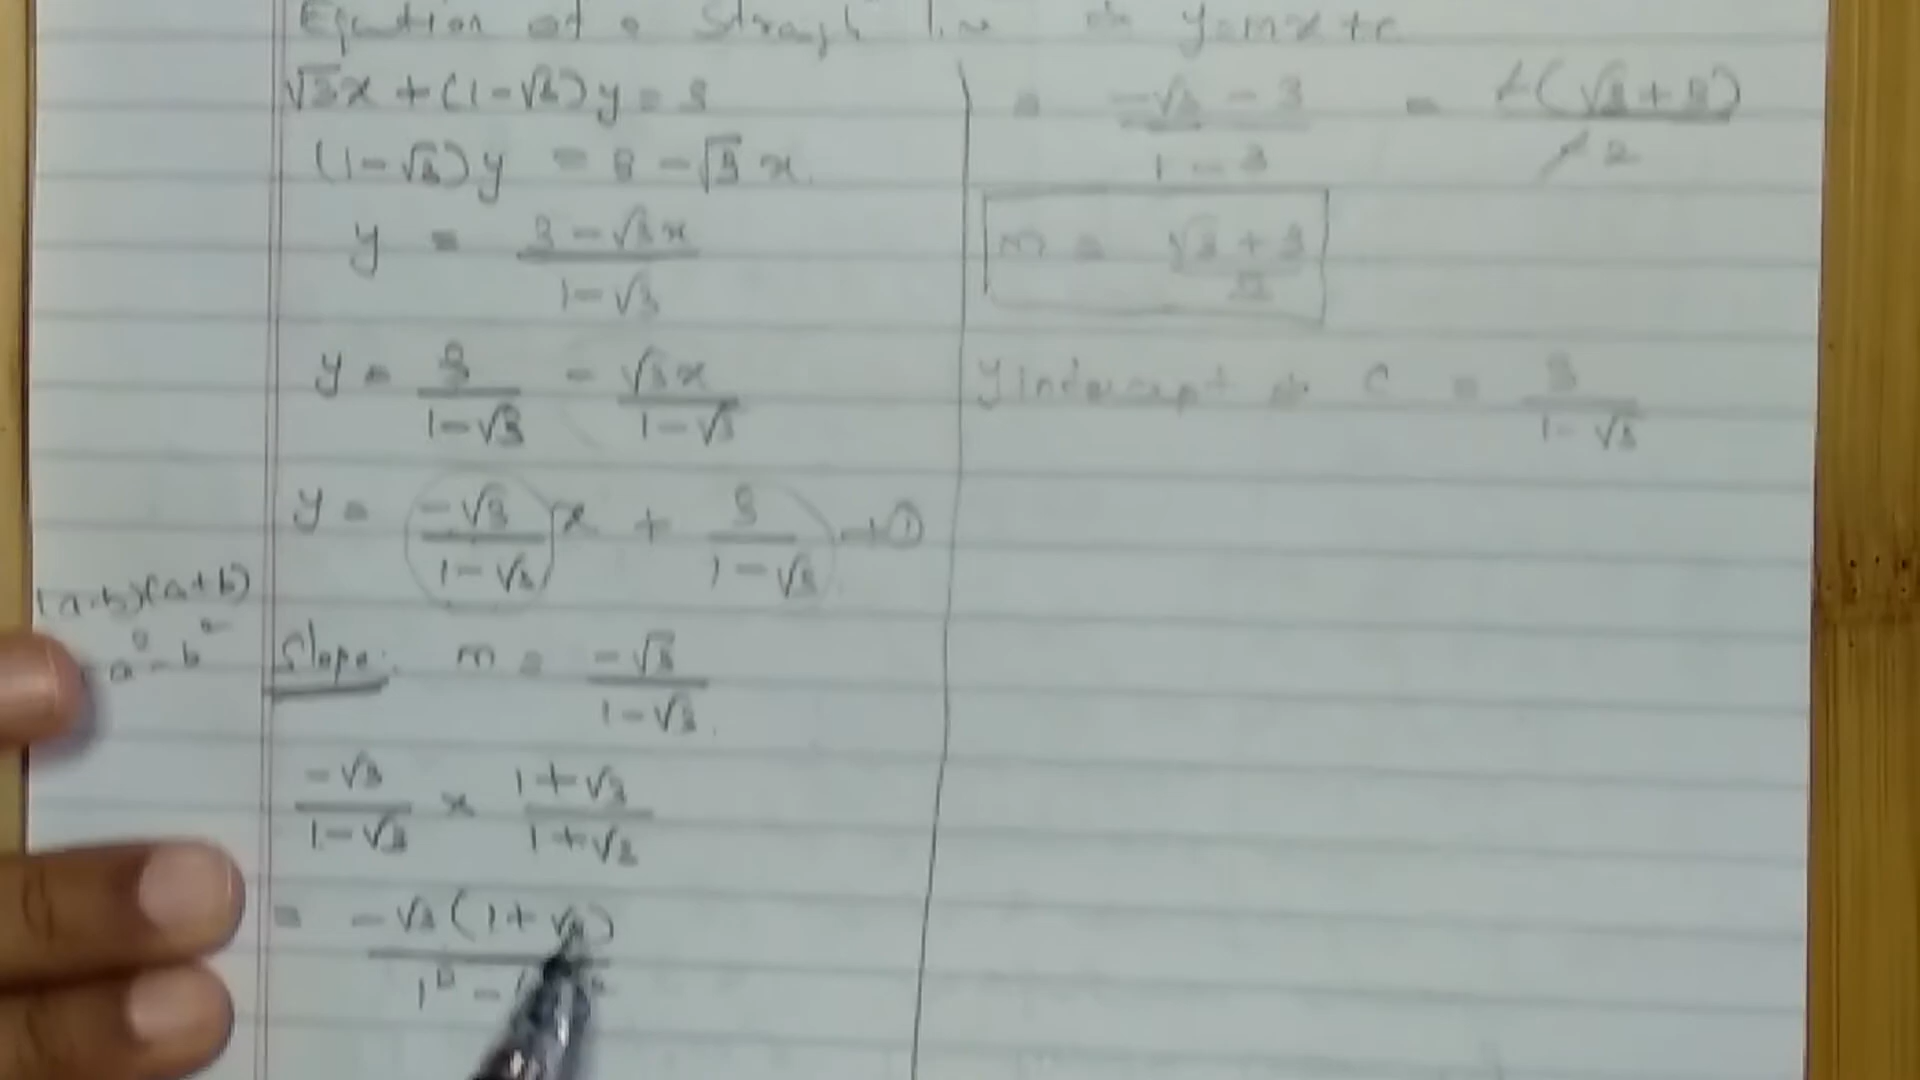 Equation of a straight line is y=mx+c
√3x + (1-√3)y = 3
(1-√3)y = 3 - √3 x
y = (3 - √3x)/(1-√3)
y = 3/(1-√3) - √3x/(1-√3)
y = (-√3/(1-√3))x + 3/(1-√3) → ①
(a-b)(a+b)
a² - b²
Slope: m = -√3/(1-√3)
-√3/(1-√3) × (1+√3)/(1+√3)
= -√3(1+√3)
1² -
= (-√3 - 3)/(1 - 3) = -(√3+3)/-2
m = (√3+3)/2
y intercept is c = 3/(1-√3)